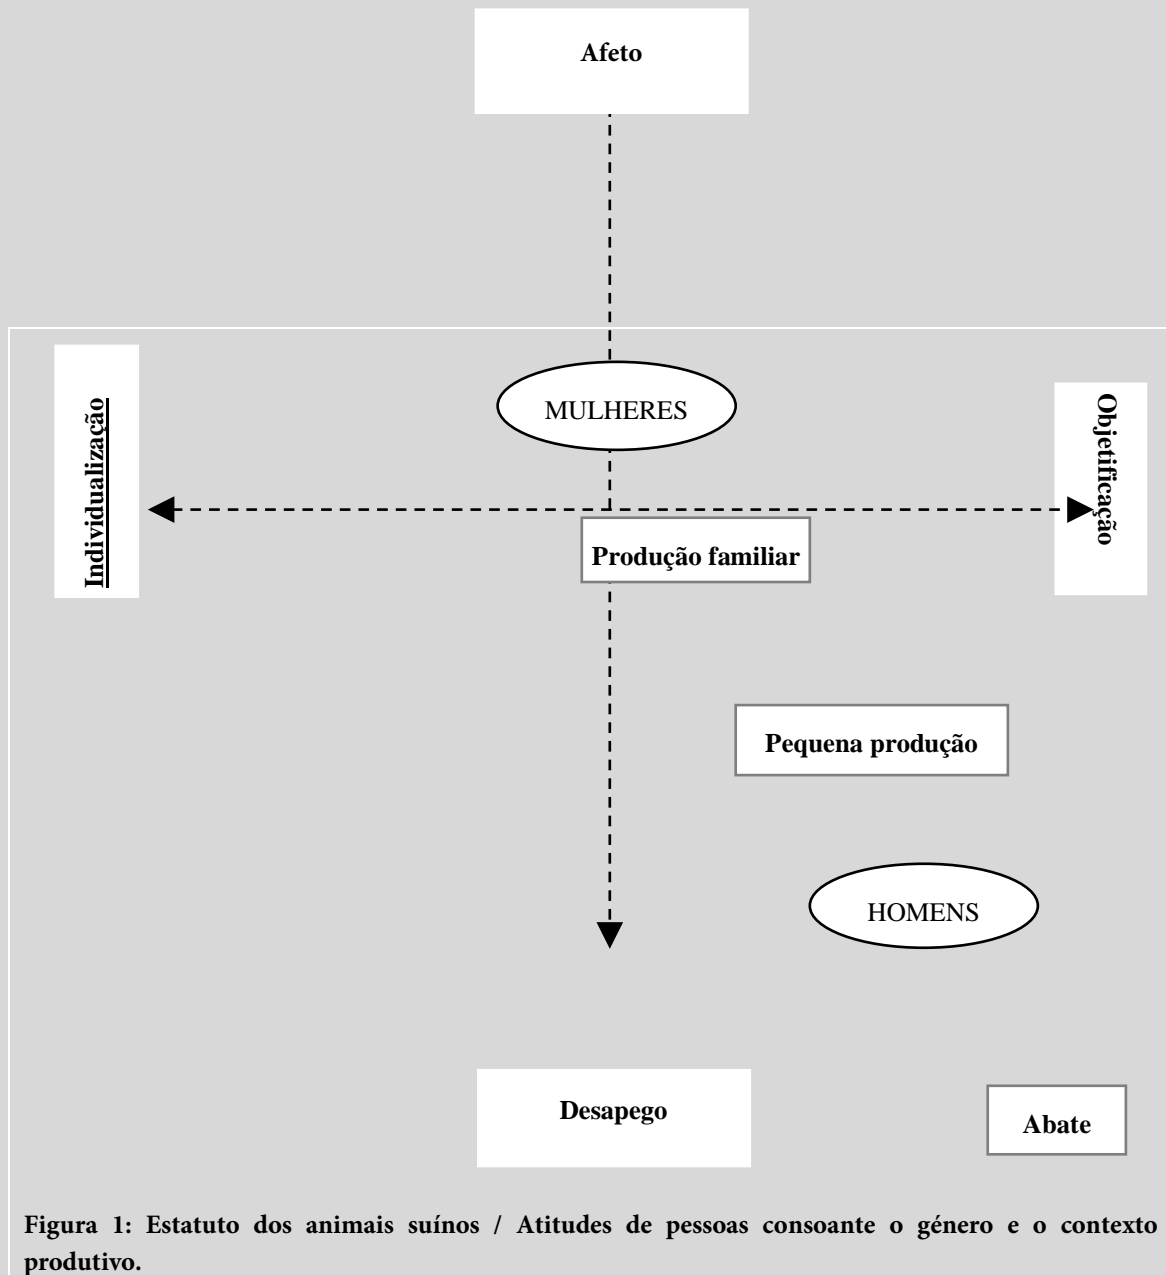 Afeto
MULHERES
Individualização
Objetificação
Produção familiar
Pequena produção
HOMENS
Desapego
Abate
Figura 1: Estatuto dos animais suínos / Atitudes de pessoas consoante o género e o contexto
produtivo.